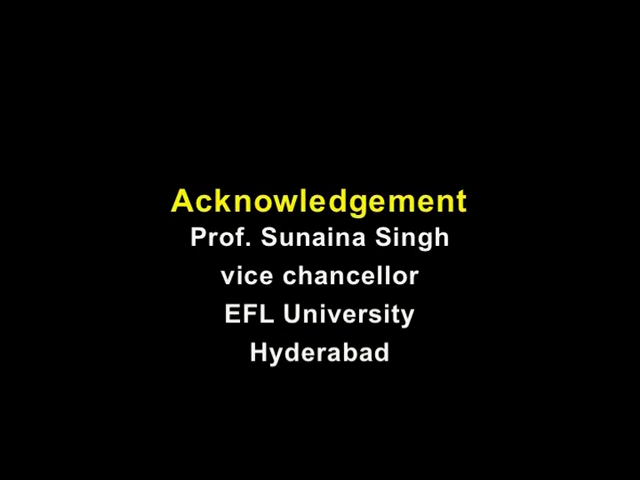 Acknowledgement
Prof. Sunaina Singh
vice chancellor
EFL University
Hyderabad